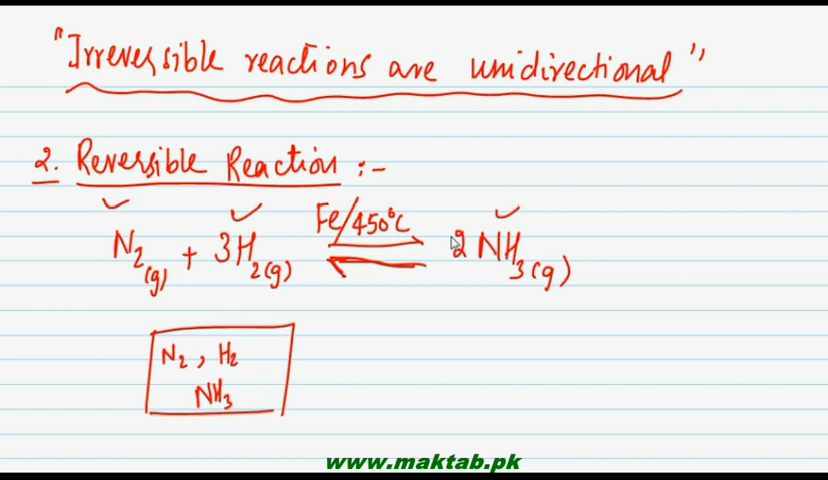 "Irreversible reactions are unidirectional"
2. Reversible Reaction :-
N2(g) + 3H2(g) Fe/450°C ⇌ 2NH3(g)
N2, H2
NH3
www.maktab.pk